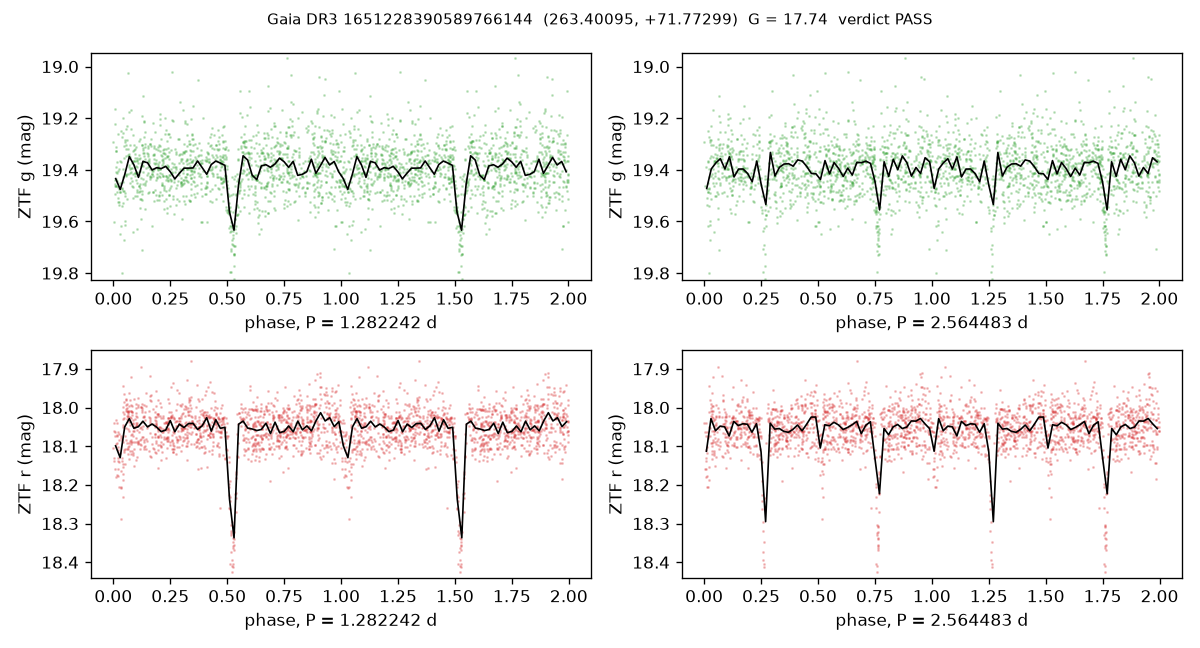 Gaia DR3 1651228390589766144 (263.40095, +71.77299) G = 17.74 verdict PASS
ZTF g (mag)
19.0
19.2
19.4
19.6
19.8
0.00 0.25 0.50 0.75 1.00 1.25 1.50 1.75 2.00
phase, P = 1.282242 d
ZTF g (mag)
19.0
19.2
19.4
19.6
19.8
0.00 0.25 0.50 0.75 1.00 1.25 1.50 1.75 2.00
phase, P = 2.564483 d
ZTF r (mag)
17.9
18.0
18.1
18.2
18.3
18.4
0.00 0.25 0.50 0.75 1.00 1.25 1.50 1.75 2.00
phase, P = 1.282242 d
ZTF r (mag)
17.9
18.0
18.1
18.2
18.3
18.4
0.00 0.25 0.50 0.75 1.00 1.25 1.50 1.75 2.00
phase, P = 2.564483 d